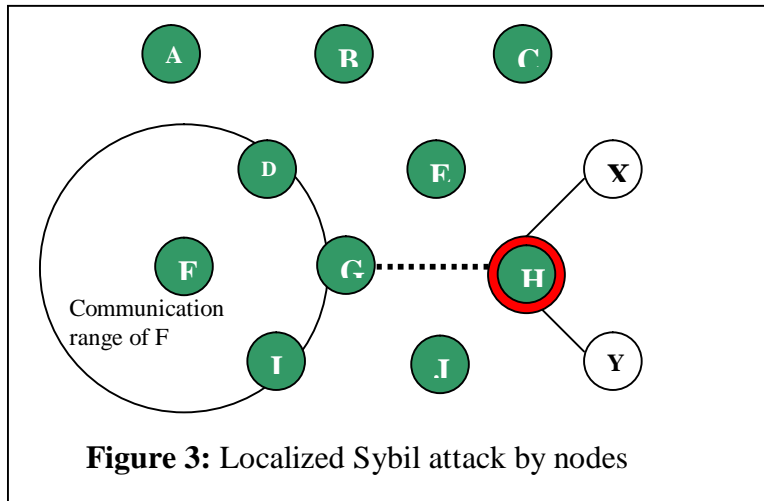 A B C
D E X
F G H
Communication
range of F
I J Y
Figure 3: Localized Sybil attack by nodes